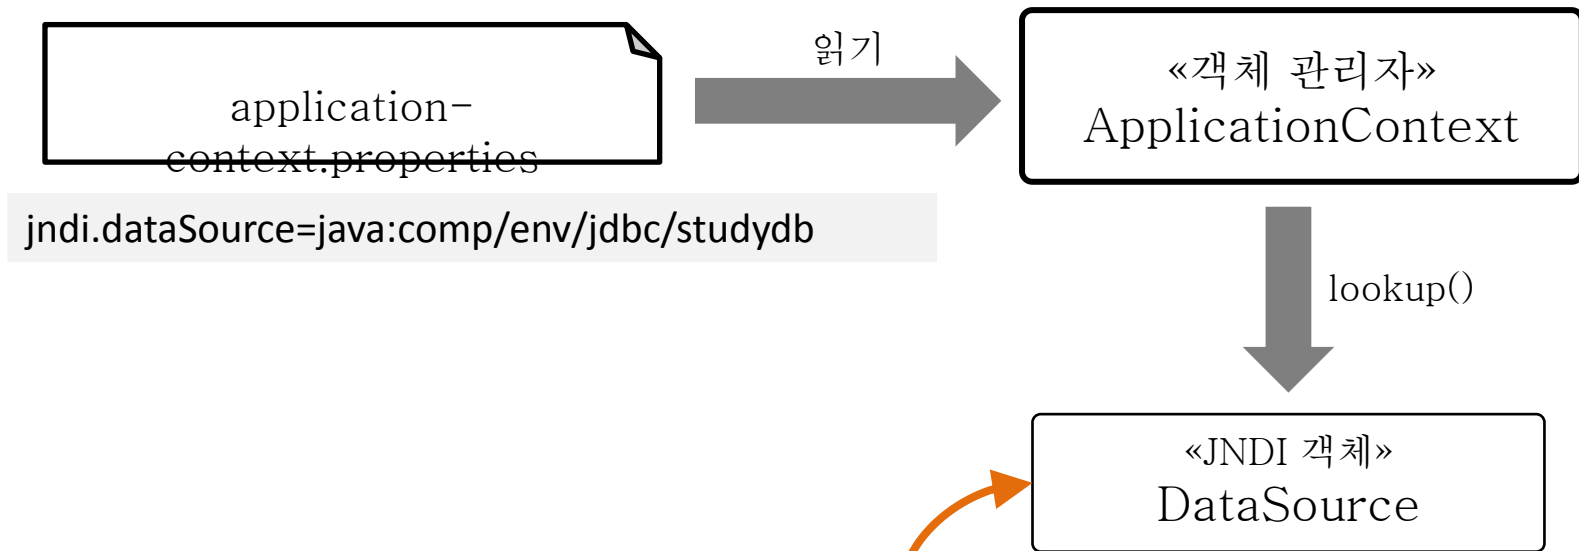 application-
context.properties
읽기
«객체 관리자»
ApplicationContext
jndi.dataSource=java:comp/env/jdbc/studydb
lookup()
«JNDI 객체»
DataSource